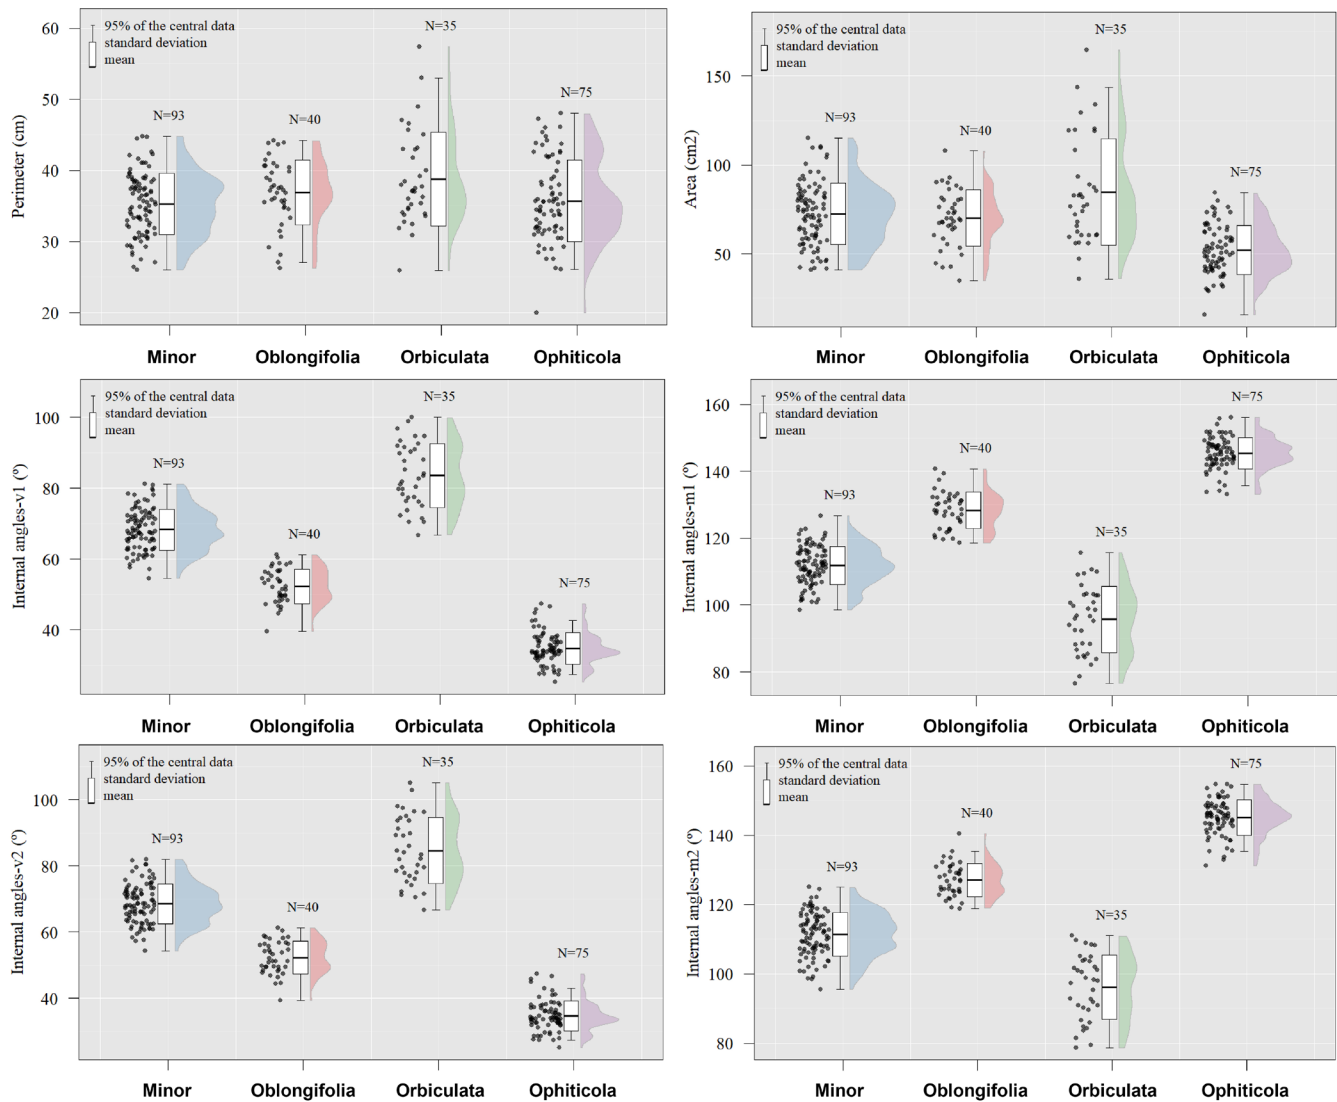 95% of the central data
standard deviation
mean
N=93
N=40
N=35
N=75
Perimeter (cm)
60
50
40
30
20
Minor
Oblongifolia
Orbiculata
Ophiticola
95% of the central data
standard deviation
mean
N=93
N=40
N=35
N=75
Area (cm2)
150
100
50
Minor
Oblongifolia
Orbiculata
Ophiticola
95% of the central data
standard deviation
mean
N=93
N=40
N=35
N=75
Internal angles-v1 (º)
100
80
60
40
Minor
Oblongifolia
Orbiculata
Ophiticola
95% of the central data
standard deviation
mean
N=93
N=40
N=35
N=75
Internal angles-m1 (º)
160
140
120
100
80
Minor
Oblongifolia
Orbiculata
Ophiticola
95% of the central data
standard deviation
mean
N=93
N=40
N=35
N=75
Internal angles-v2 (º)
100
80
60
40
Minor
Oblongifolia
Orbiculata
Ophiticola
95% of the central data
standard deviation
mean
N=93
N=40
N=35
N=75
Internal angles-m2 (º)
160
140
120
100
80
Minor
Oblongifolia
Orbiculata
Ophiticola